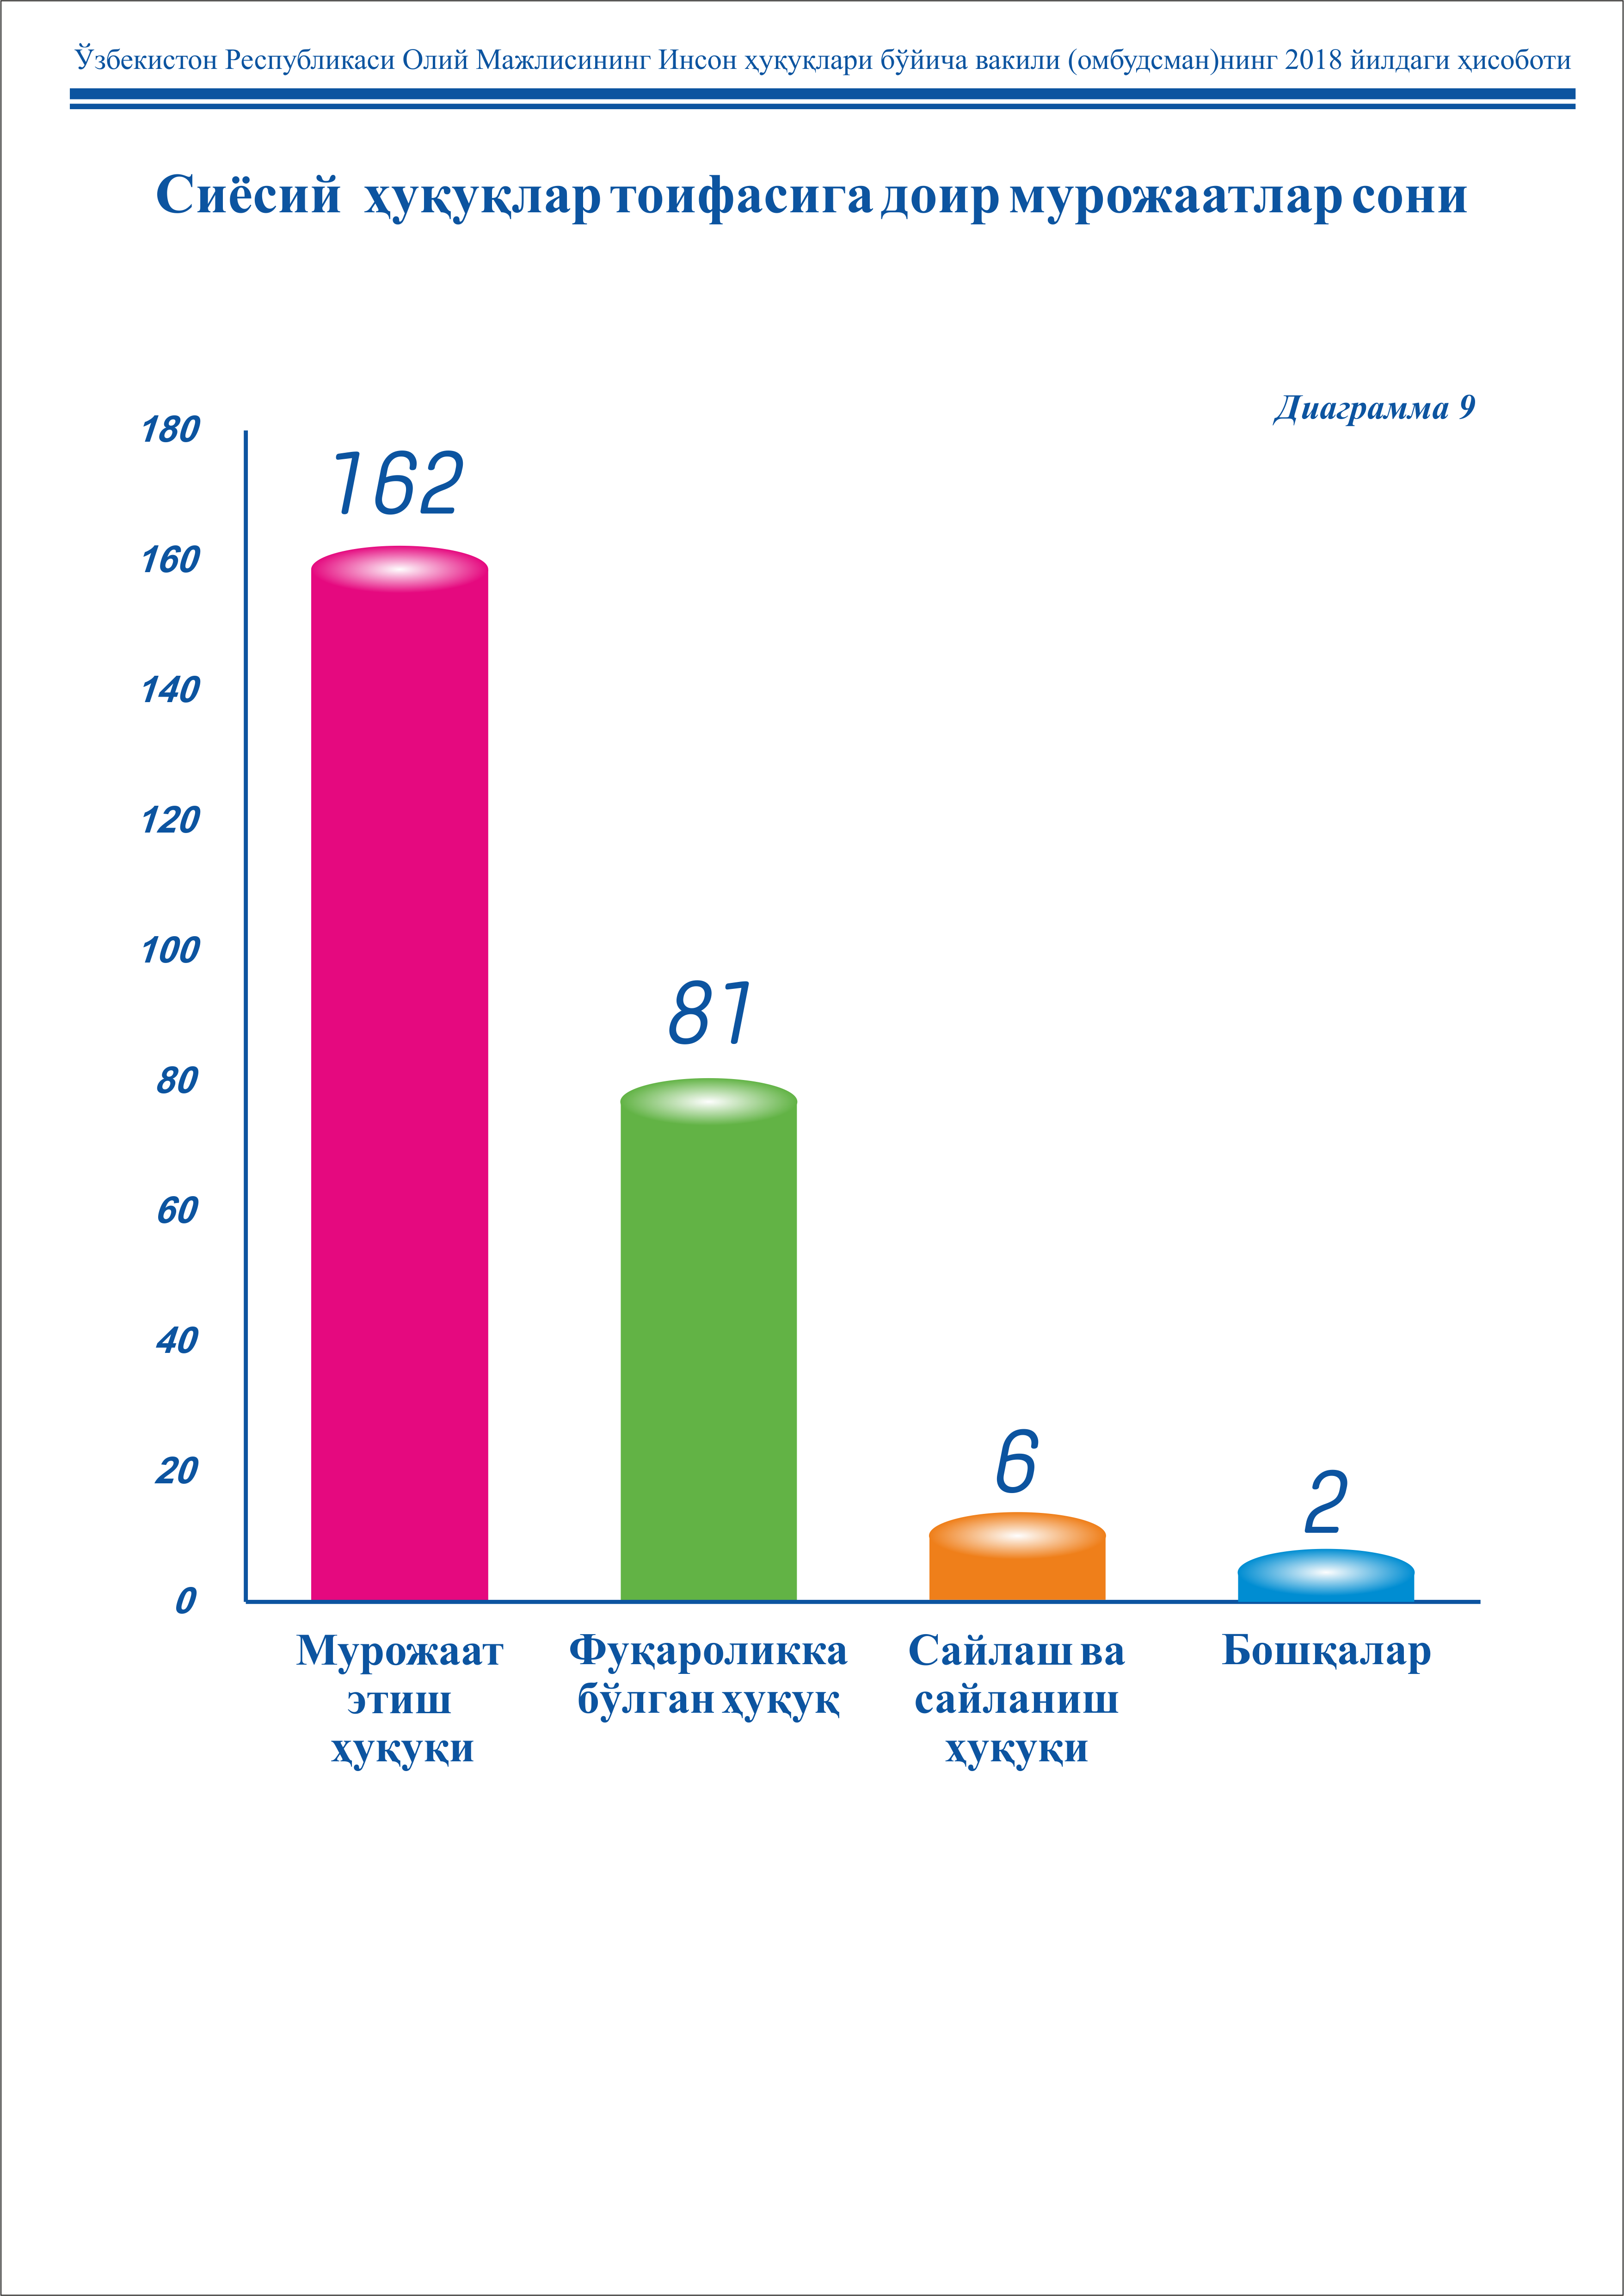 Ўзбекистон Республикаси Олий Мажлисининг Инсон ҳуқуқлари бўйича вакили (омбудсман)нинг 2018 йилдаги ҳисоботи
Сиёсий ҳуқуқлар тоифасига доир мурожаатлар сони
Диаграмма 9
180
162
160
140
120
100
81
80
60
40
6
20
2
0
Мурожаат
этиш
ҳуқуқи
Фуқароликка
бўлган ҳуқуқ
Сайлаш ва
сайланиш
ҳуқуқи
Бошқалар